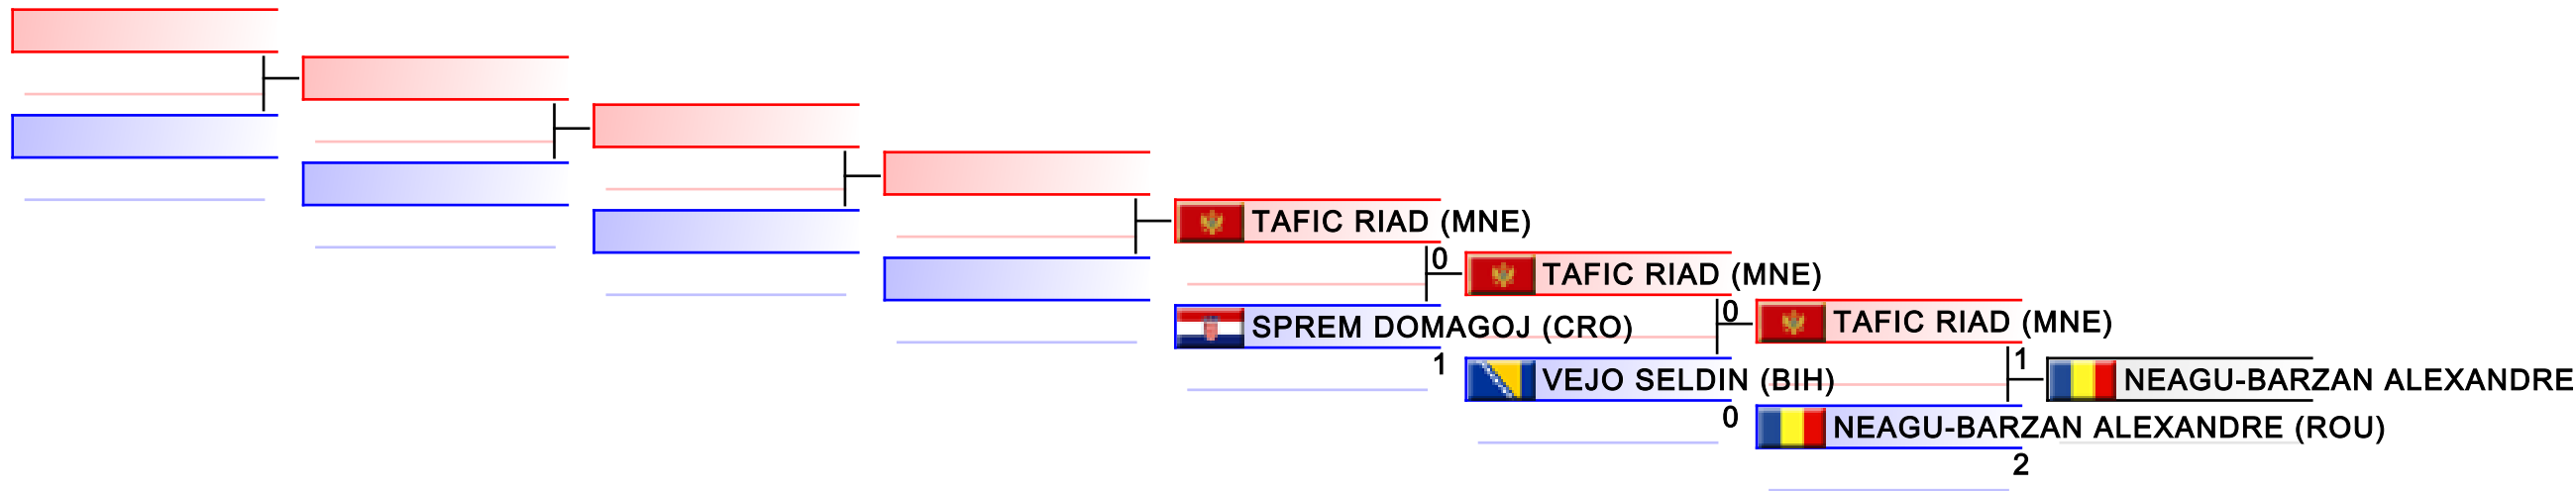 TAFIC RIAD (MNE)
0
TAFIC RIAD (MNE)
SPREM DOMAGOJ (CRO)
1
0
TAFIC RIAD (MNE)
VEJO SELDIN (BIH)
0
1
NEAGU-BARZAN ALEXANDRE
NEAGU-BARZAN ALEXANDRE (ROU)
2